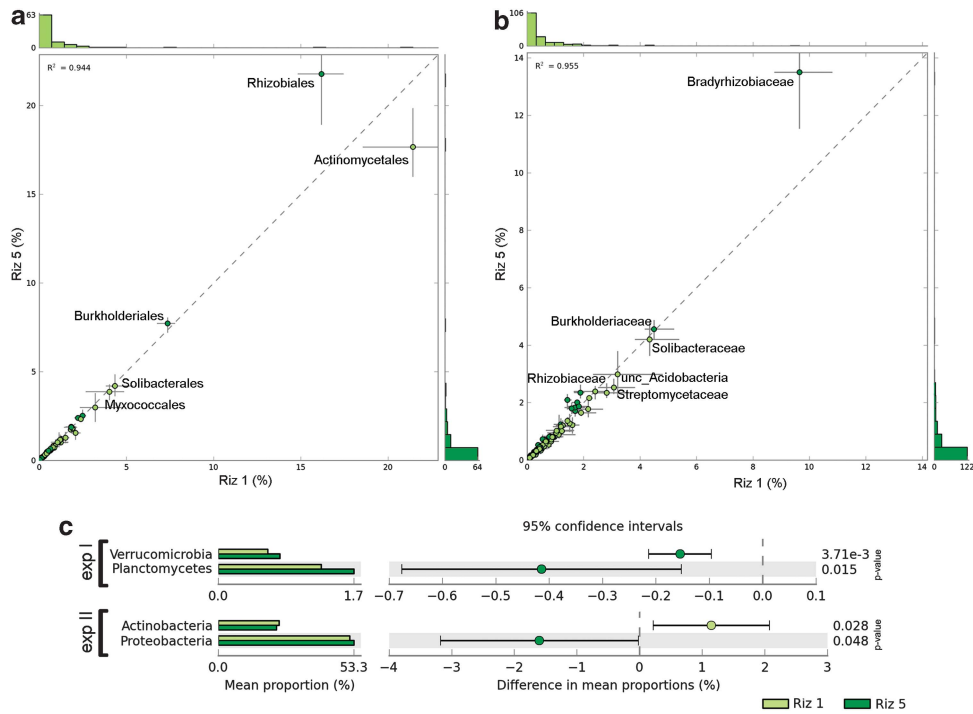 a
63
0
R² = 0.944
Rhizobiales
Actinomycetales
Burkholderiales
Solibacterales
Myxococcales
20
15
10
5
0
0
5
10
15
20
0
64
Riz 5 (%)
Riz 1 (%)
b
106
0
R² = 0.955
Bradyrhizobiaceae
Burkholderiaceae
Solibacteraceae
Rhizobiaceae
unc_Acidobacteria
Streptomycetaceae
14
12
10
8
6
4
2
0
0
2
4
6
8
10
12
14
0
122
Riz 5 (%)
Riz 1 (%)
c
95% confidence intervals
exp I
Verrucomicrobia
3.71e-3
Planctomycetes
0.015
p-value
0.0
1.7
−0.7
−0.6
−0.5
−0.4
−0.3
−0.2
−0.1
0.0
0.1
exp II
Actinobacteria
0.028
Proteobacteria
0.048
p-value
0.0
53.3
−4
−3
−2
−1
0
1
2
3
Mean proportion (%)
Difference in mean proportions (%)
Riz 1
Riz 5